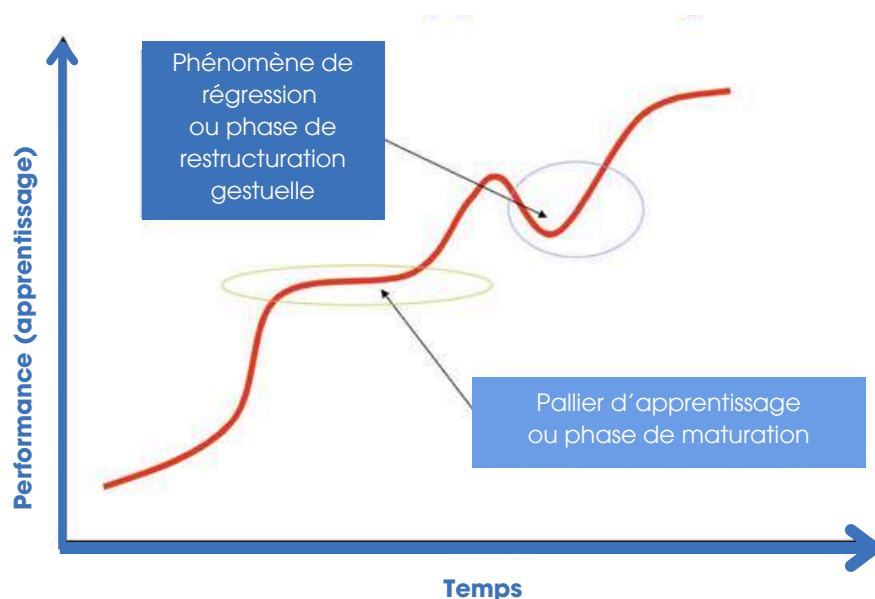 Phénomène de
régression
ou phase de
restructuration
gestuelle
Performance (apprentissage)
Pallier d'apprentissage
ou phase de maturation
Temps